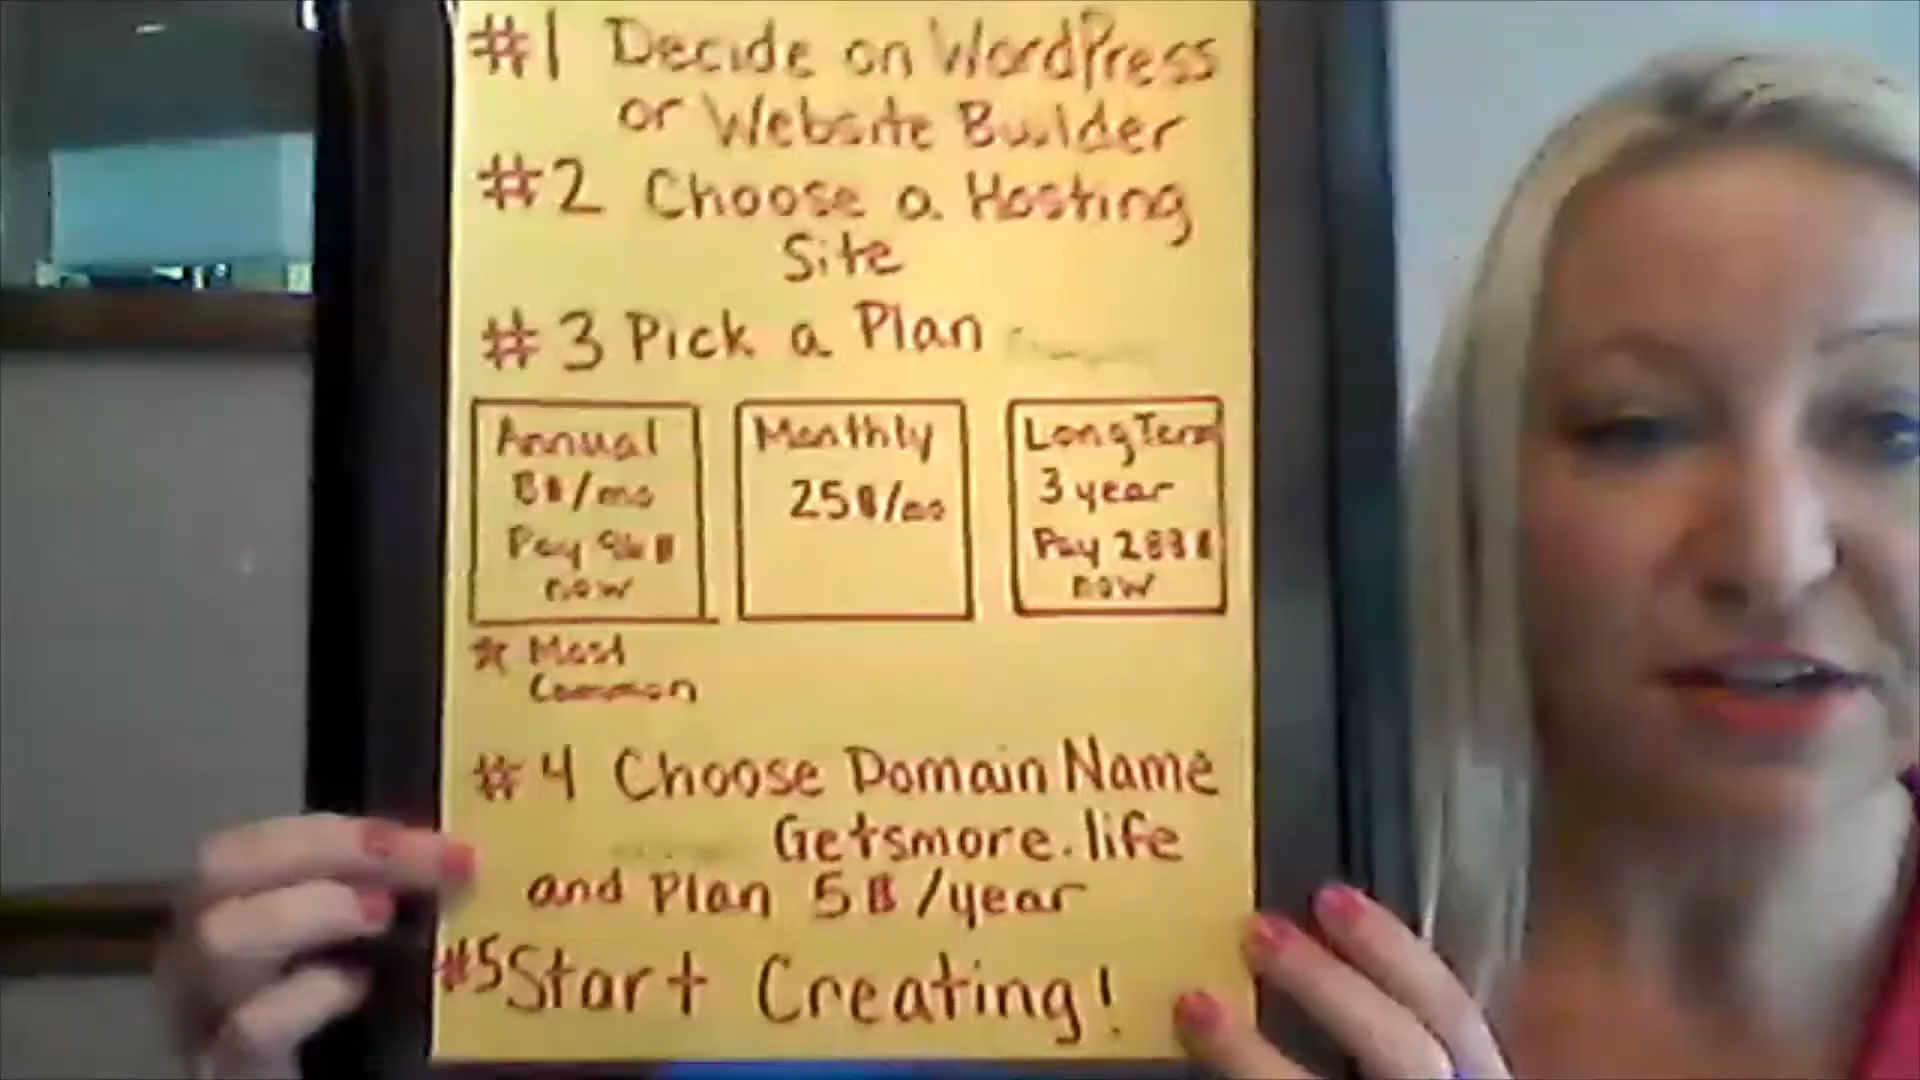 #1 Decide on WordPress
or Website Builder
#2 Choose a Hosting
Site
#3 Pick a Plan
Annual
8$/mo
Pay 96$
now
Monthly
25$/mo
Long Term
3 year
Pay 288$
now
* Most
Common
#4 Choose Domain Name
Getsmore.life
and Plan 5$/year
#5 Start Creating!